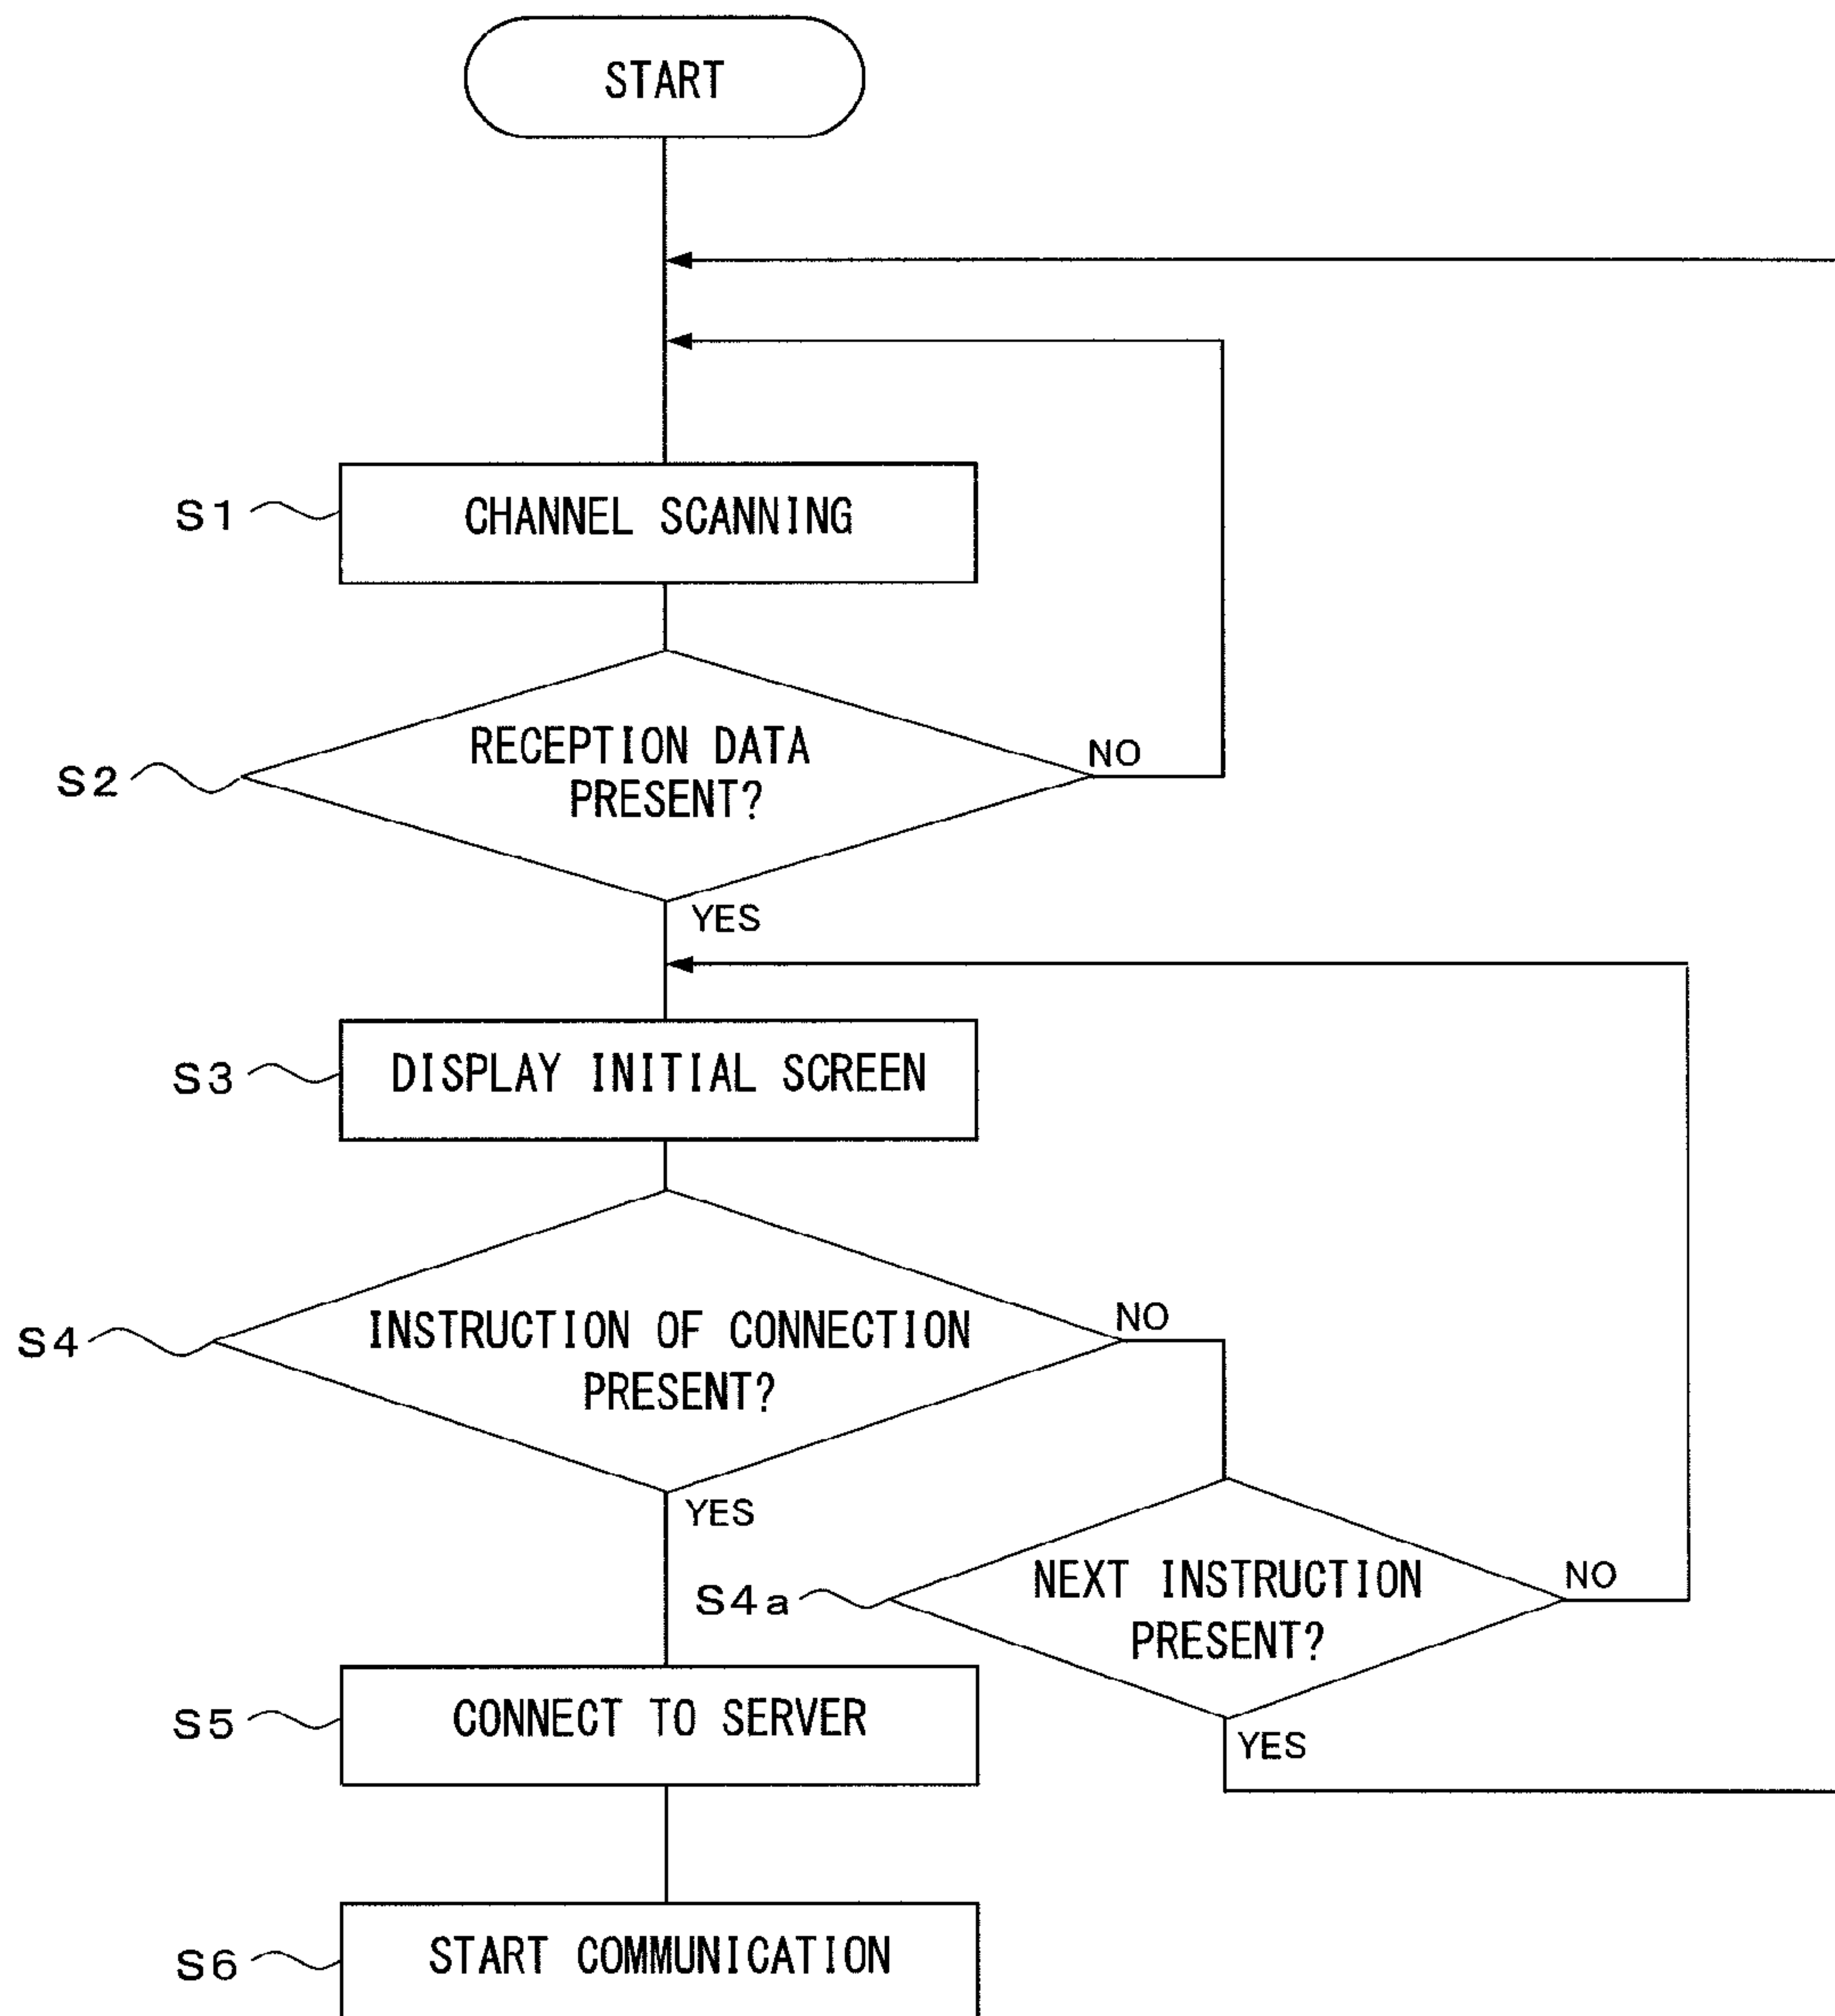 START
S1
CHANNEL SCANNING
S2
RECEPTION DATA
PRESENT?
NO
YES
S3
DISPLAY INITIAL SCREEN
S4
INSTRUCTION OF CONNECTION
PRESENT?
NO
YES
S4a
NEXT INSTRUCTION
PRESENT?
NO
YES
S5
CONNECT TO SERVER
S6
START COMMUNICATION